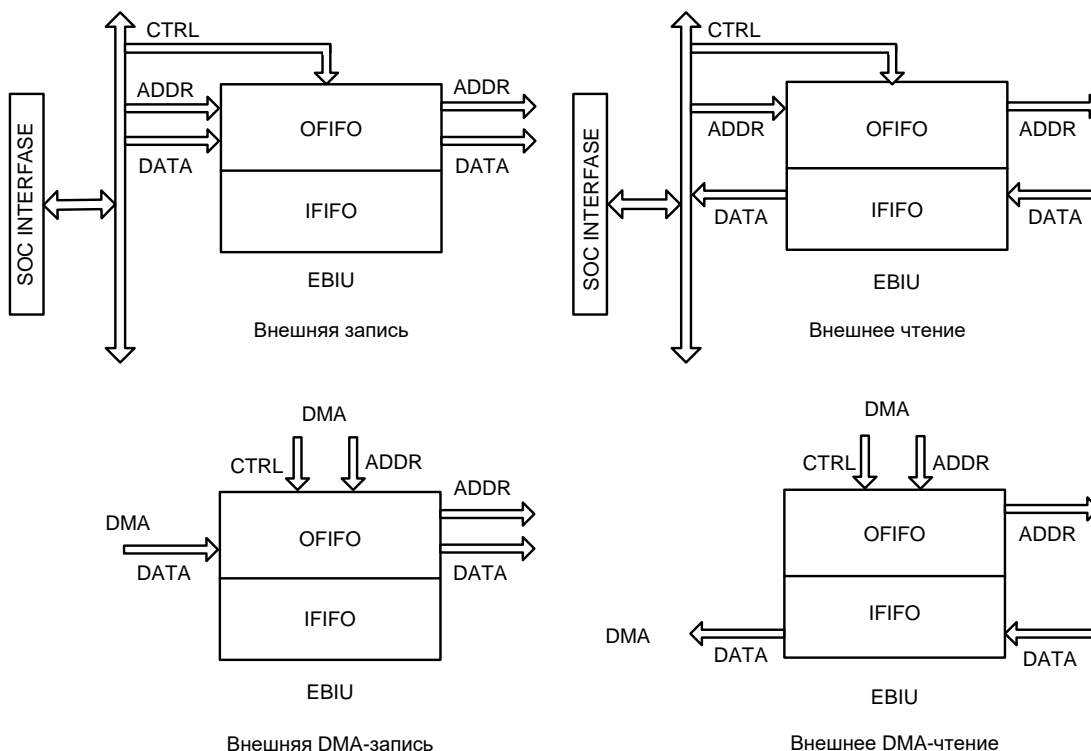 CTRL
ADDR
DATA
SOC INTERFASE
OFIFO
IFIFO
ADDR
DATA
EBIU
Внешняя запись
CTRL
ADDR
DATA
SOC INTERFASE
OFIFO
IFIFO
ADDR
DATA
EBIU
Внешнее чтение
DMA
CTRL
ADDR
DMA
DATA
OFIFO
IFIFO
ADDR
DATA
EBIU
Внешняя DMA-запись
DMA
CTRL
ADDR
OFIFO
IFIFO
ADDR
DMA
DATA
DATA
EBIU
Внешнее DMA-чтение